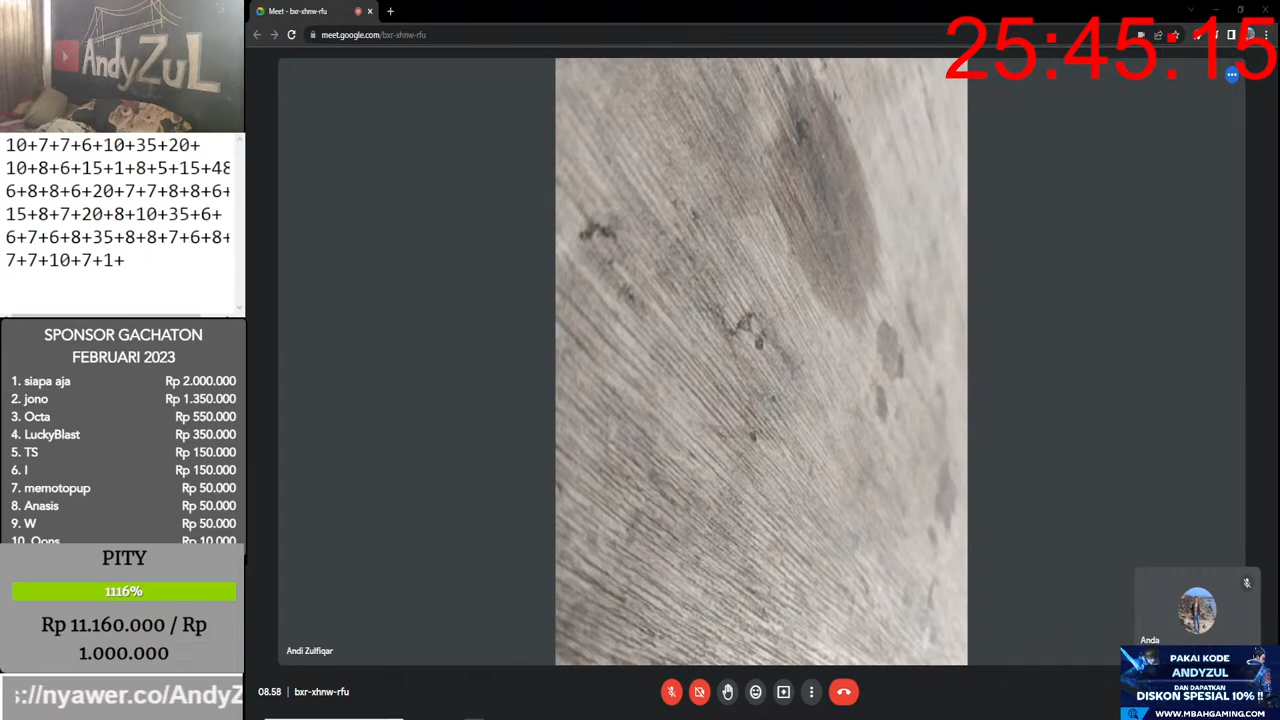 Meet - bxr-xhnw-rfu
meet.google.com/bxr-xhnw-rfu
25:45:15
AndyZuL
10+7+7+6+10+35+20+
10+8+6+15+1+8+5+15+48
6+8+8+6+20+7+7+8+8+6+
15+8+7+20+8+10+35+6+
6+7+6+8+35+8+8+7+6+8+
7+7+10+7+1+
SPONSOR GACHATON
FEBRUARI 2023
1. siapa aja Rp 2.000.000
2. jono Rp 1.350.000
3. Octa Rp 550.000
4. LuckyBlast Rp 350.000
5. TS Rp 150.000
6. I Rp 150.000
7. memotopup Rp 50.000
8. Anasis Rp 50.000
9. W Rp 50.000
10. Oops Rp 10.000
PITY
1116%
Rp 11.160.000 / Rp
1.000.000
://nyawer.co/AndyZ
Andi Zulfiqar
Anda
08.58 | bxr-xhnw-rfu
PAKAI KODE
ANDYZUL
DAN DAPATKAN
DISKON SPESIAL 10% !!
WWW.MBAHGAMING.COM